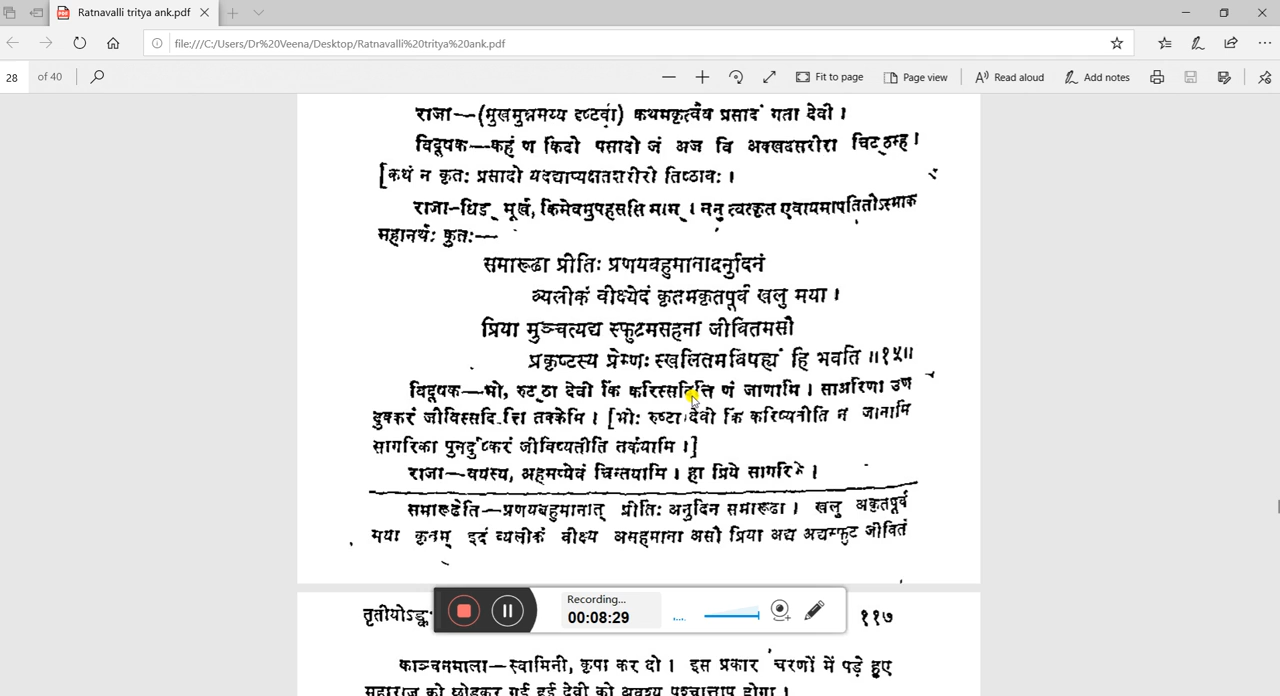 Ratnavalli tritya ank.pdf
file:///C:/Users/Dr%20Veena/Desktop/Ratnavalli%20tritya%20ank.pdf
28 of 40 Fit to page Page view Read aloud Add notes
राजा—(मुखमुन्नमय्य दृष्ट्वा) कथमकृत्वैव प्रसादं गता देवी ।
विदूषक—कहं ण किदो पसादो जं अज वि अक्खदसरीरा चिट्ठम्ह ।
[कथं न कृतः प्रसादो यदद्याप्यक्षतशरीरो तिष्ठावः ।
राजा-धिङ् मूर्ख, किमेवमुपहससि माम् । ननु त्वत्कृत एवायमापतितोऽस्माक
महानर्थः कुतः—
समारूढा प्रीतिः प्रणयबहुमानादनुदिनं
व्यलीकं वीक्ष्येदं कृतमकृतपूर्वं खलु मया ।
प्रिया मुञ्चत्यद्य स्फुटमसहना जीवितमसौ
प्रकृष्टस्य प्रेम्णः स्खलितमविषह्यं हि भवति ॥१५॥
विदूषक—भो, रुट्ठा देवी किं करिस्सदित्ति णं जाणामि । साअरिणा उण
दुक्करं जीविस्सदि त्ति तक्केमि । [भोः रुष्टा देवी किं करिष्यतीति न जानामि
सागरिका पुनर्दुष्करं जीविष्यतीति तर्कयामि ।]
राजा—वयस्य, अहमप्येवं चिन्तयामि । हा प्रिये सागरिके ।
समारूढेति—प्रणयबहुमानात् प्रीतिः अनुदिन समारूढा । खलु अकृतपूर्वं
मया कृतम् इदं व्यलीकं वीक्ष्य असहमाना असौ प्रिया अद्य जीवितं
Recording...
00:08:29
तृतीयोऽङ्क ११७
काञ्चनमाला—स्वामिनी, कृपा कर दो । इस प्रकार चरणों में पड़े हुए
महाराज को छोड़कर गई हुई देवी को अवश्य पश्चात्ताप होगा ।